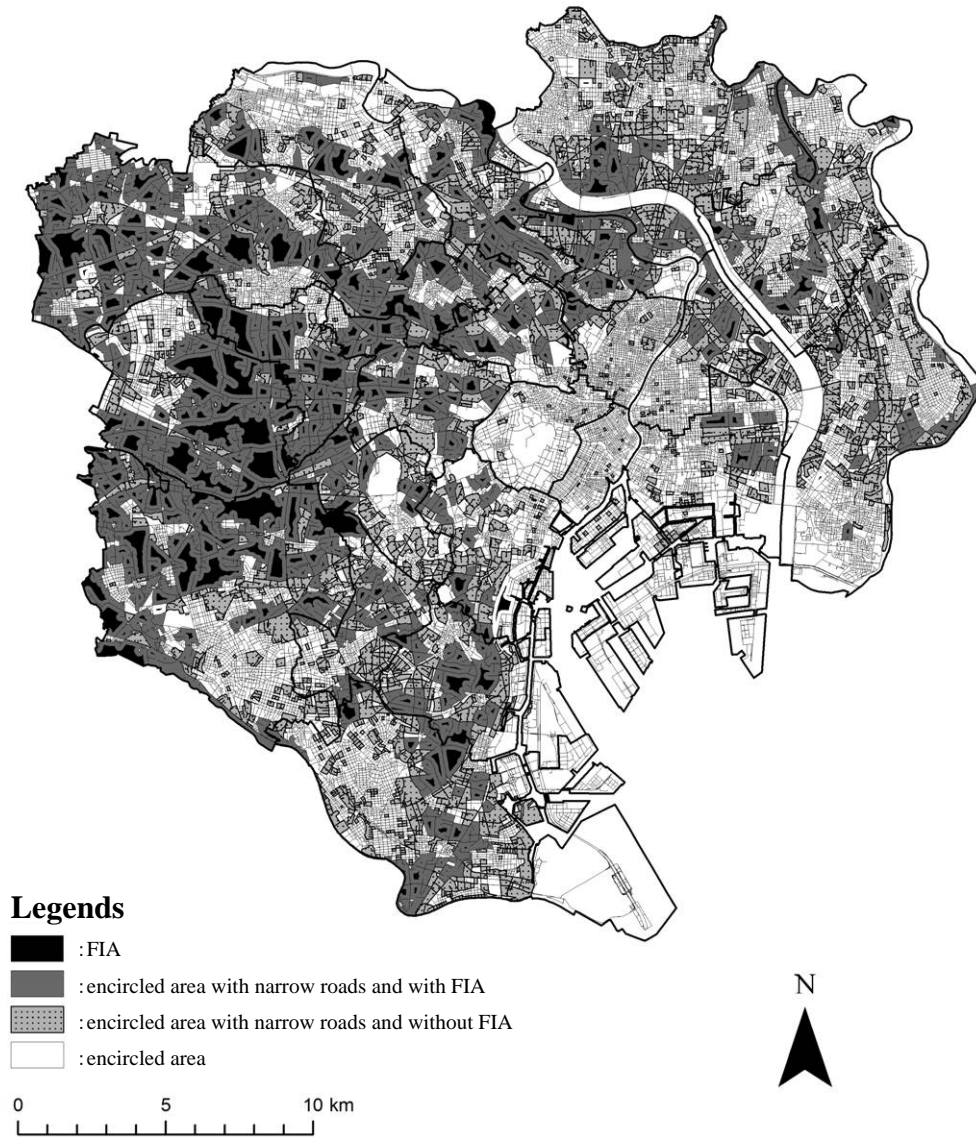 Legends
: FIA
: encircled area with narrow roads and with FIA
: encircled area with narrow roads and without FIA
: encircled area
N
0 5 10 km